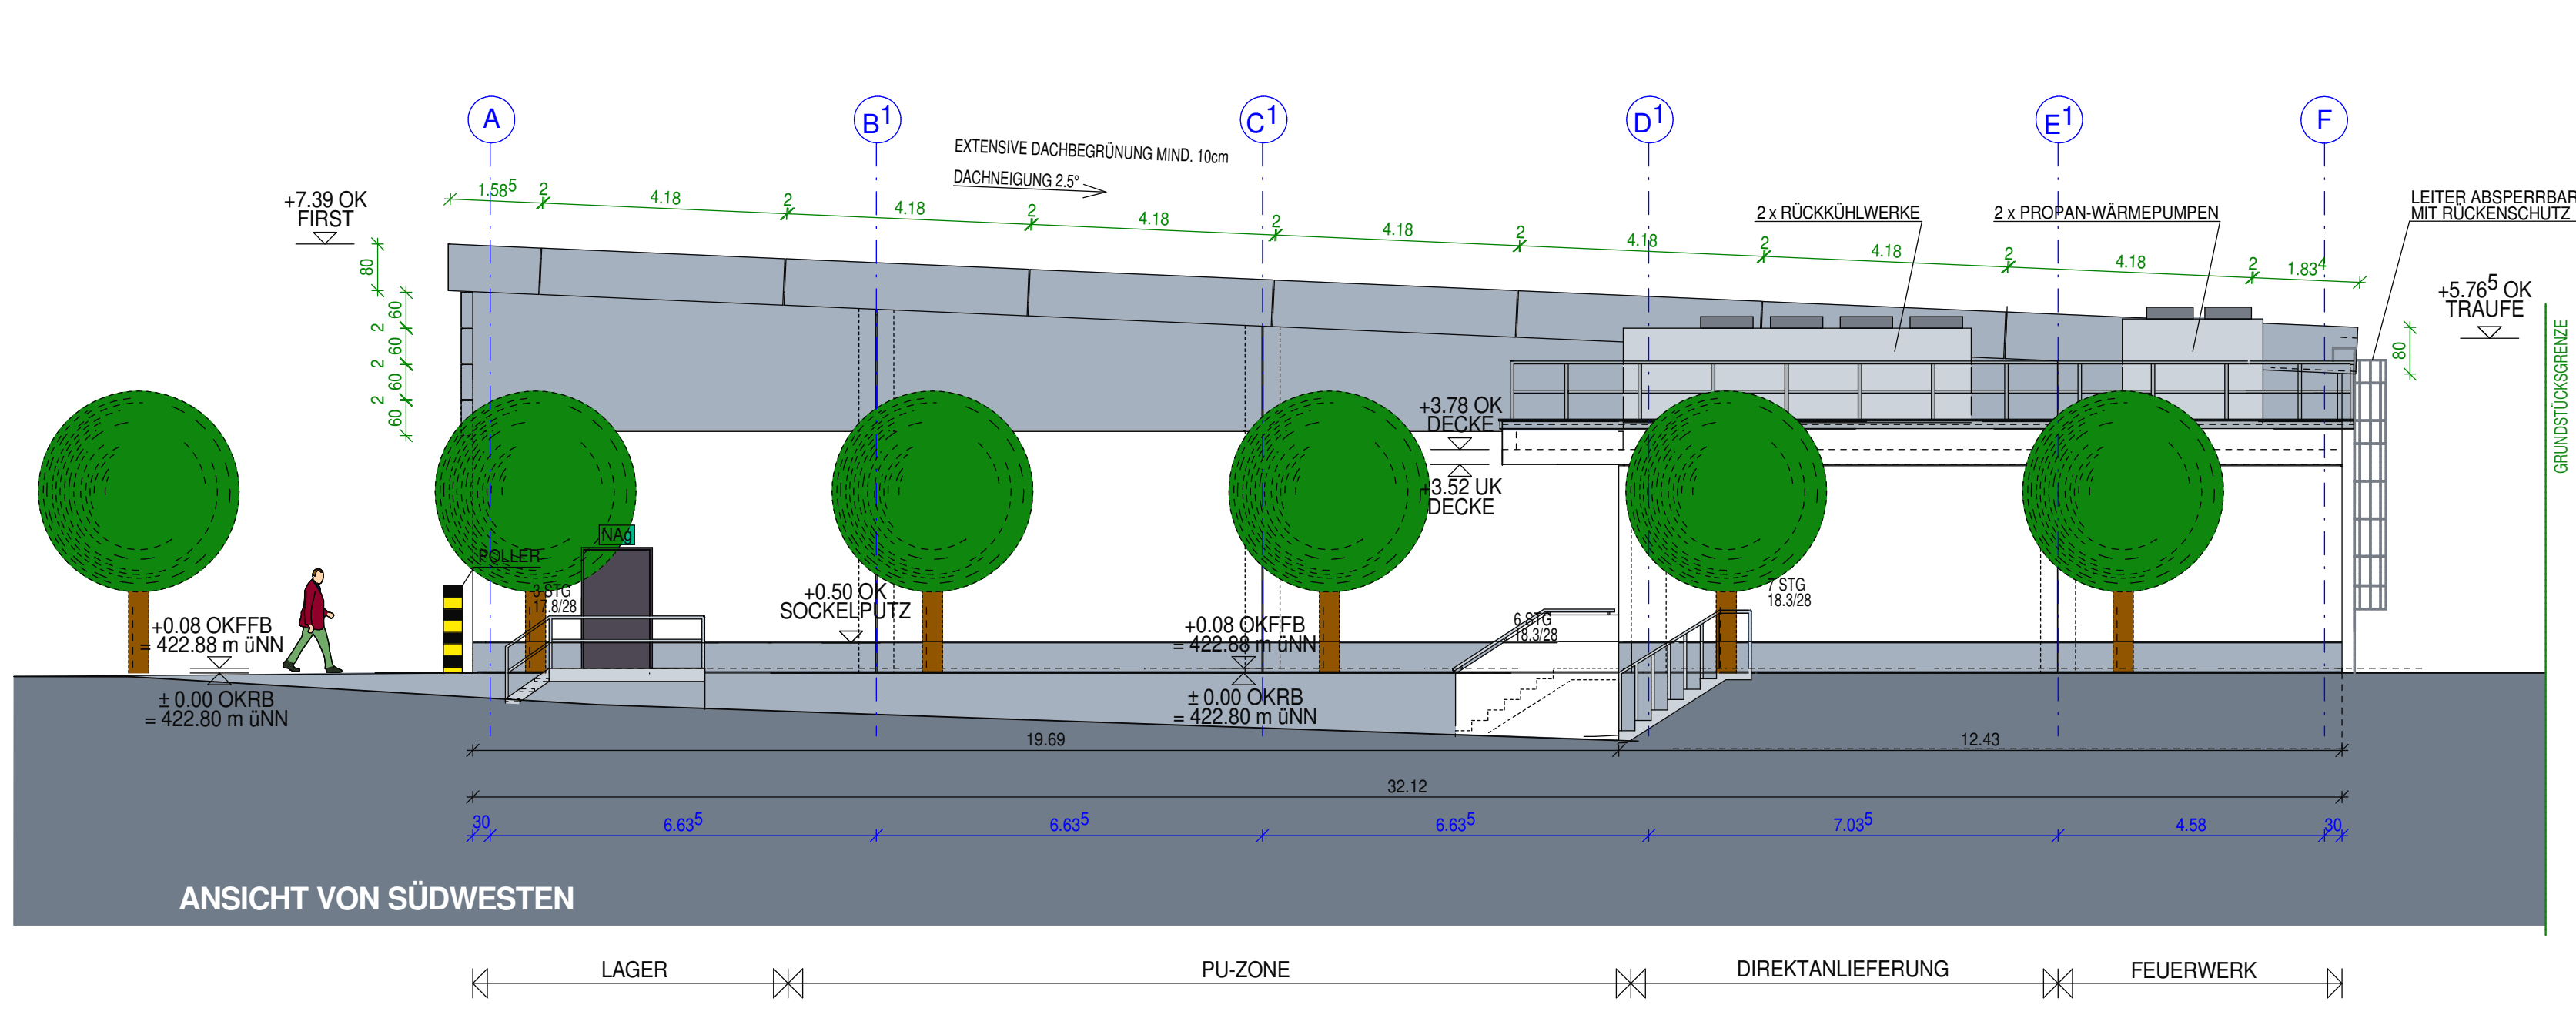 A
B1
C1
D1
E1
F
EXTENSIVE DACHBEGRÜNUNG MIND. 10cm
DACHNEIGUNG 2.5°
+7.39 OK
FIRST
1.58⁵
2
4.18
2
4.18
2
4.18
2
4.18
2
4.18
2
4.18
2
4.18
2
1.83⁴
2 x RÜCKKÜHLWERKE
2 x PROPAN-WÄRMEPUMPEN
LEITER ABSPERRBAR
MIT RÜCKENSCHUTZ
+5.76⁵ OK
TRAUFE
GRUNDSTÜCKSGRENZE
80
80
60
2
60
2
60
2
60
+3.78 OK
DECKE
+3.52 UK
DECKE
NAg
POLLER
3 STG
17.8/28
+0.50 OK
SOCKELPUTZ
7 STG
18.3/28
6 STG
18.3/28
+0.08 OKFFB
= 422.88 m üNN
± 0.00 OKRB
= 422.80 m üNN
+0.08 OKFFB
= 422.88 m üNN
± 0.00 OKRB
= 422.80 m üNN
19.69
12.43
32.12
30
6.63⁵
6.63⁵
6.63⁵
7.03⁵
4.58
30
ANSICHT VON SÜDWESTEN
LAGER
PU-ZONE
DIREKTANLIEFERUNG
FEUERWERK